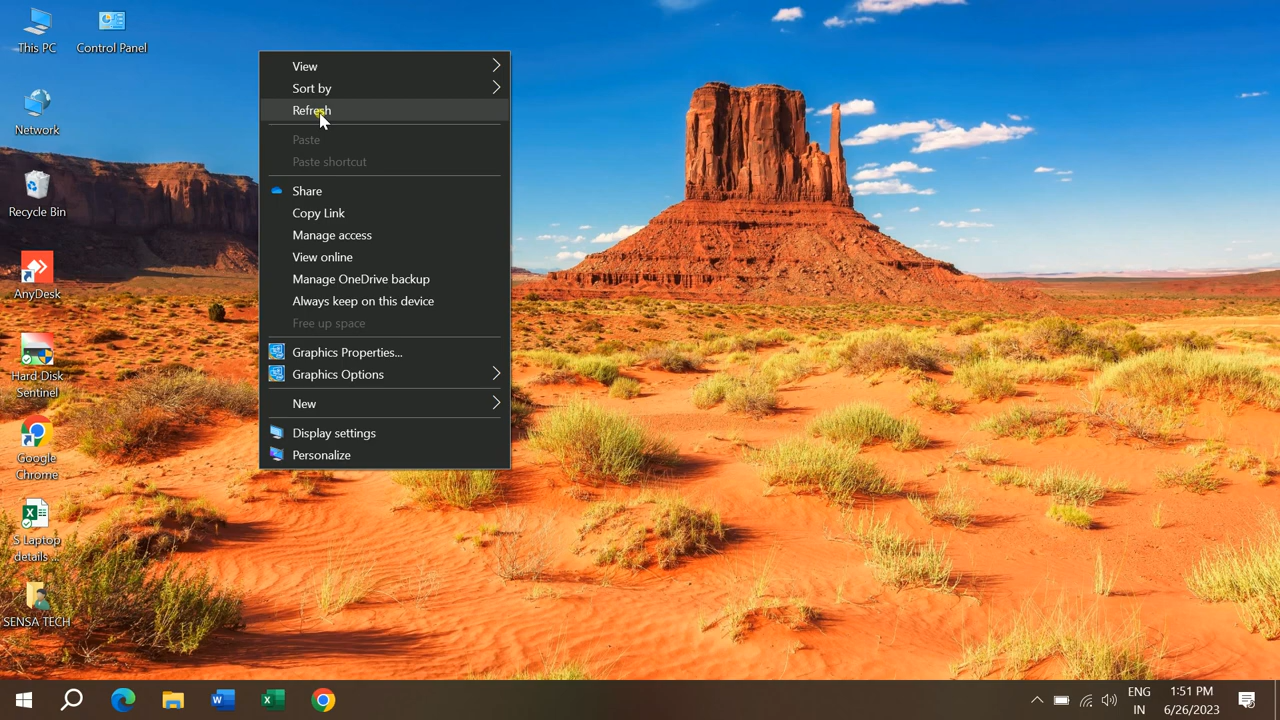 This PC
Control Panel
Network
Recycle Bin
AnyDesk
Hard Disk
Sentinel
Google
Chrome
S Laptop
details ...
SENSA TECH
View
Sort by
Refresh
Paste
Paste shortcut
Share
Copy Link
Manage access
View online
Manage OneDrive backup
Always keep on this device
Free up space
Graphics Properties...
Graphics Options
New
Display settings
Personalize
ENG
IN
1:51 PM
6/26/2023